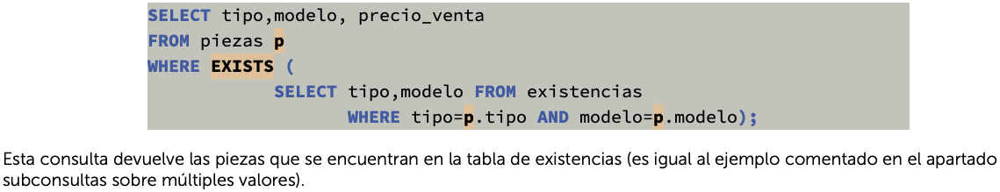 SELECT tipo,modelo, precio_venta
FROM piezas p
WHERE EXISTS (
SELECT tipo,modelo FROM existencias
WHERE tipo=p.tipo AND modelo=p.modelo);
Esta consulta devuelve las piezas que se encuentran en la tabla de existencias (es igual al ejemplo comentado en el apartado
subconsultas sobre múltiples valores).